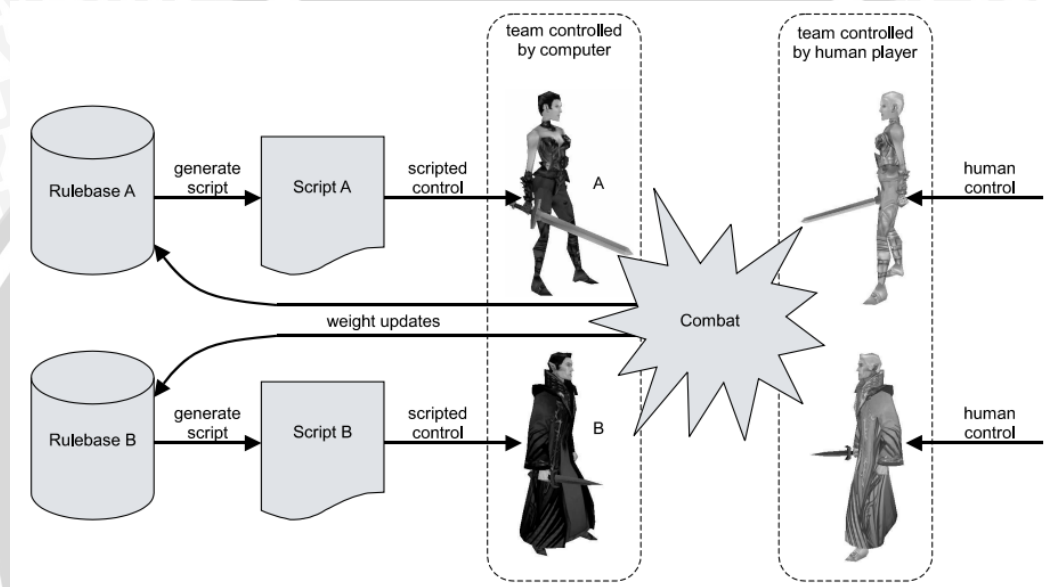 team controlled
by computer
team controlled
by human player
Rulebase A
generate
script
Script A
scripted
control
A
human
control
weight updates
Combat
Rulebase B
generate
script
Script B
scripted
control
B
human
control